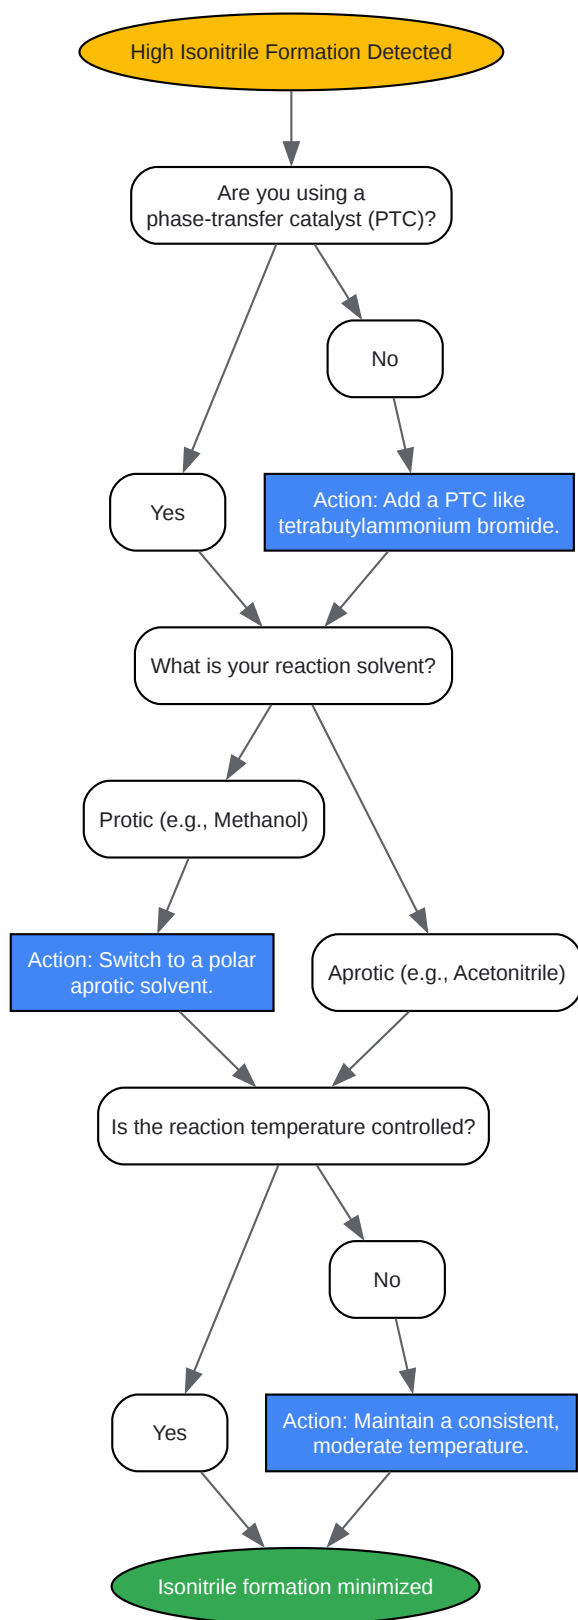 High Isonitrile Formation Detected
Are you using a
phase-transfer catalyst (PTC)?
No
Yes
Action: Add a PTC like
tetrabutylammonium bromide.
What is your reaction solvent?
Protic (e.g., Methanol)
Action: Switch to a polar
aprotic solvent.
Aprotic (e.g., Acetonitrile)
Is the reaction temperature controlled?
No
Yes
Action: Maintain a consistent,
moderate temperature.
Isonitrile formation minimized